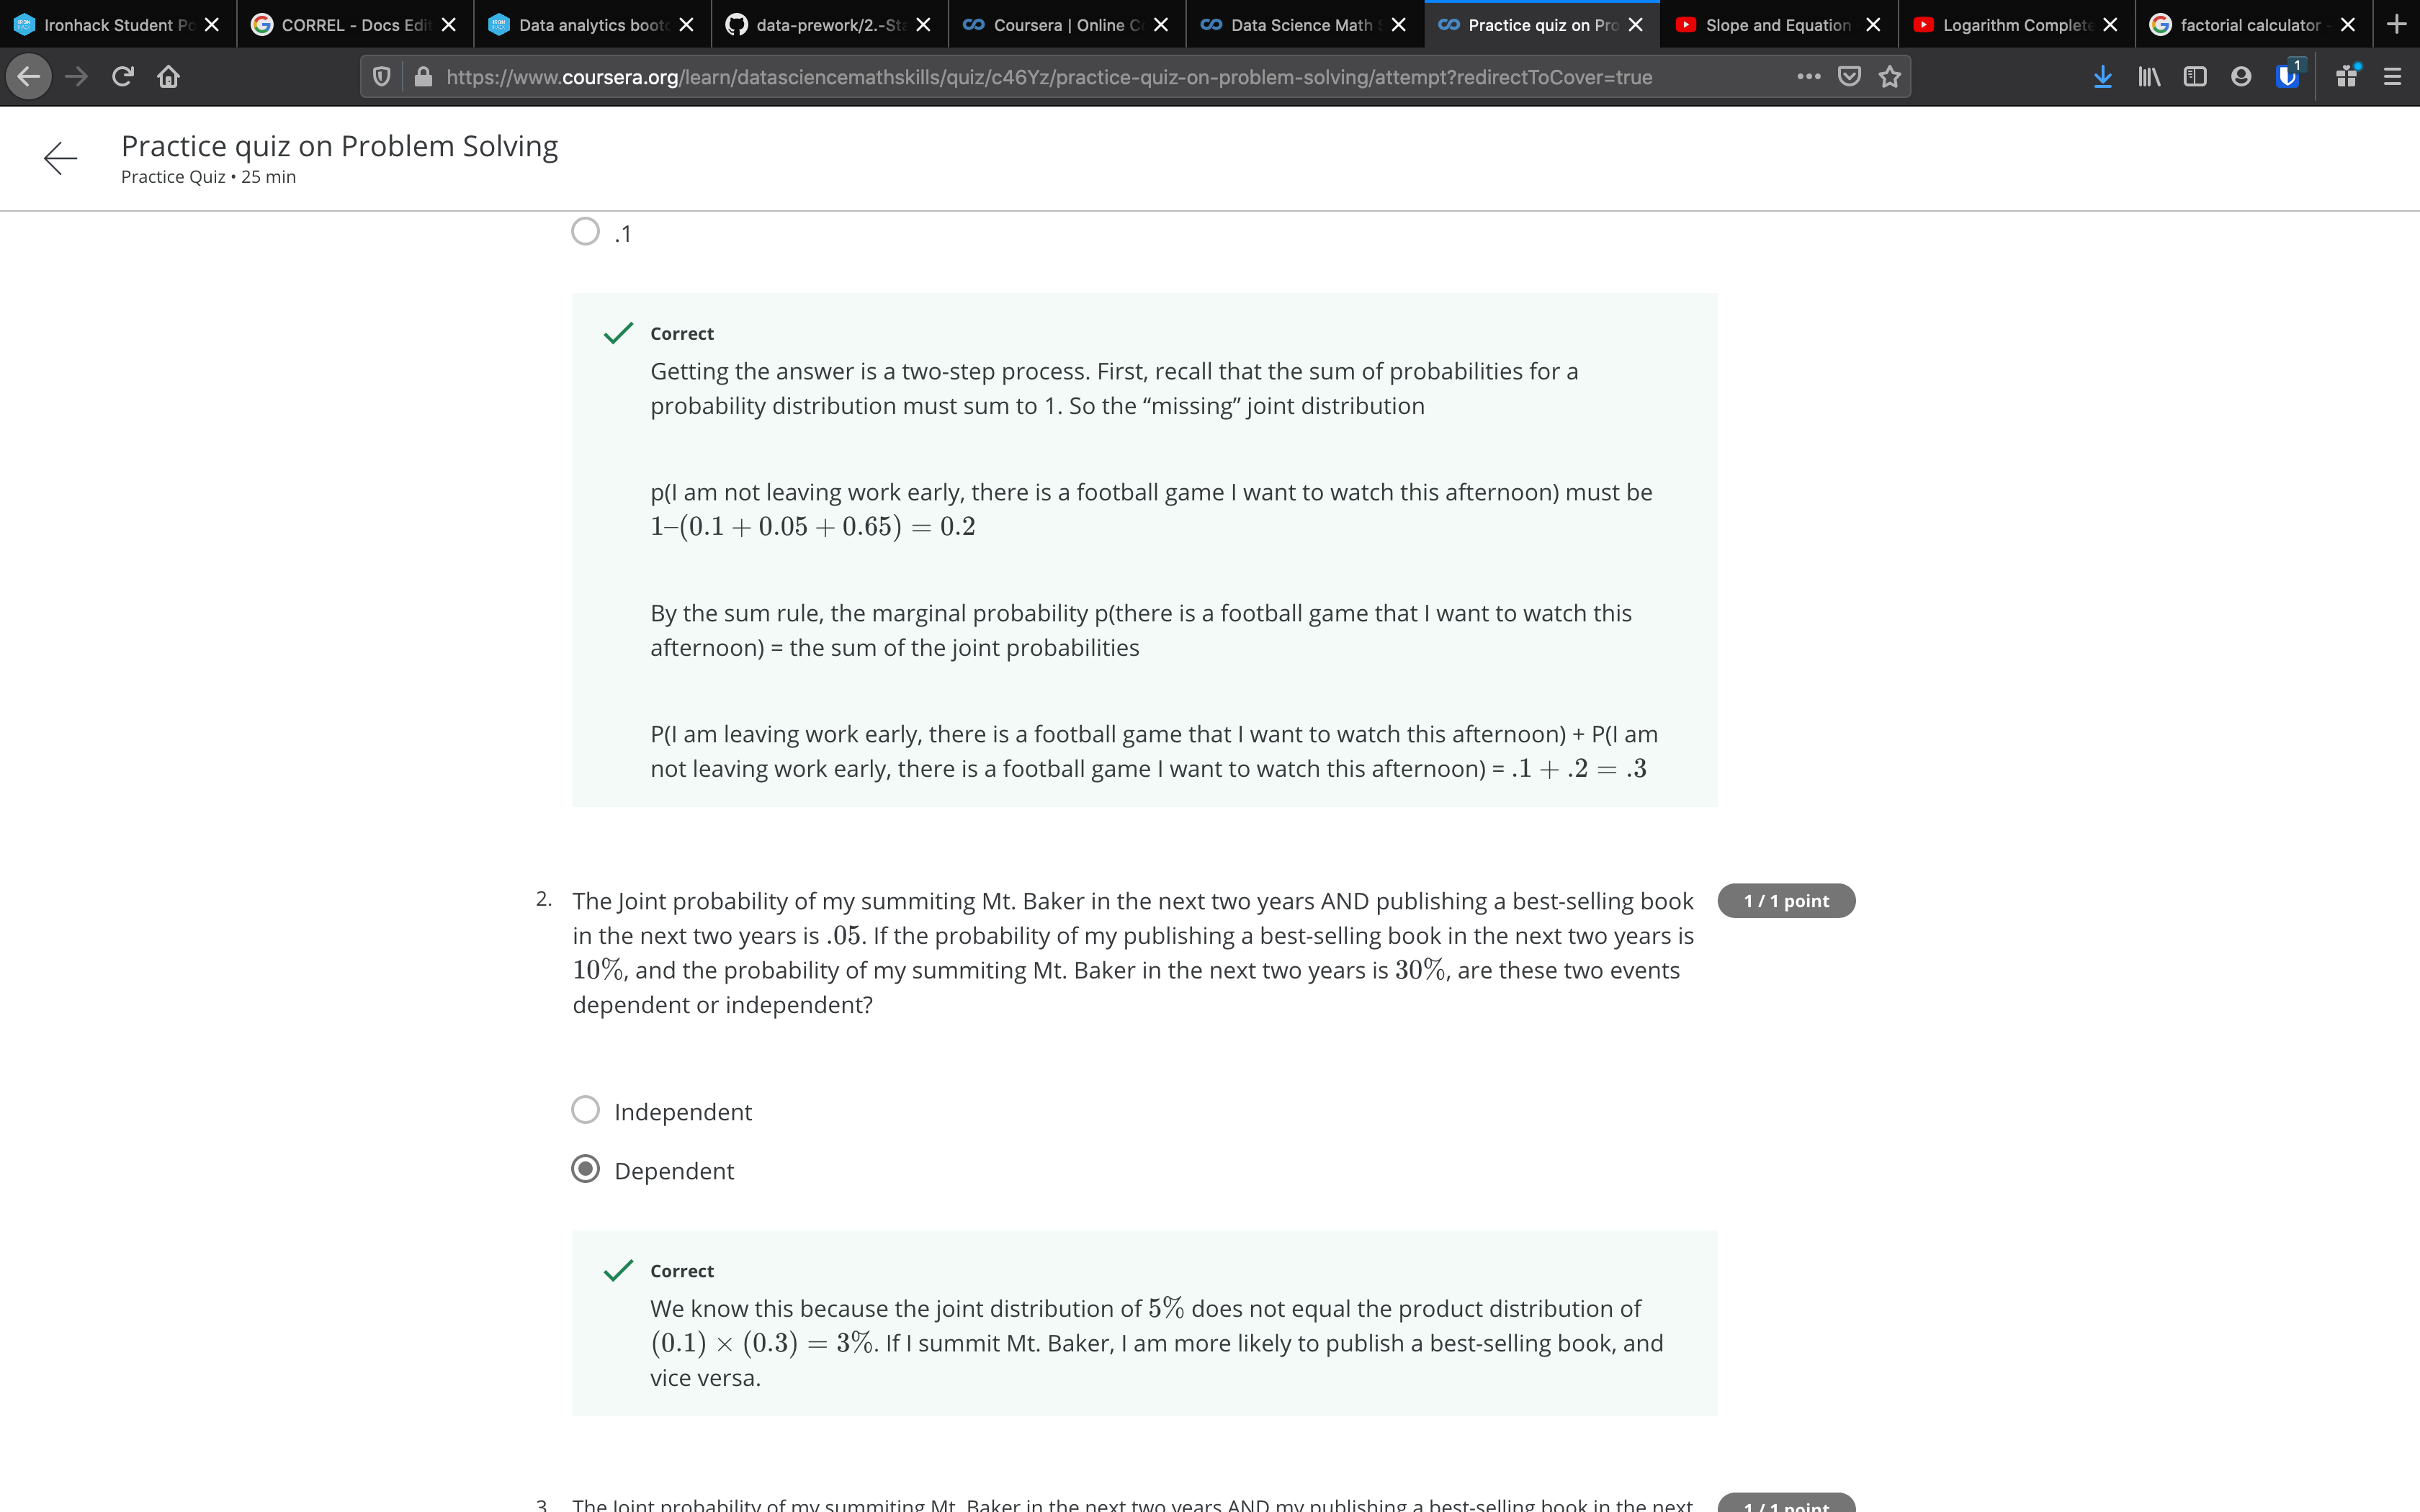 Ironhack Student Po
CORREL - Docs Edit
Data analytics bootc
data-prework/2.-Sta
Coursera | Online C
Data Science Math S
Practice quiz on Pro
Slope and Equation
Logarithm Complete
factorial calculator -
https://www.coursera.org/learn/datasciencemathskills/quiz/c46Yz/practice-quiz-on-problem-solving/attempt?redirectToCover=true
1
Practice quiz on Problem Solving
Practice Quiz • 25 min
.1
Correct
Getting the answer is a two-step process. First, recall that the sum of probabilities for a
probability distribution must sum to 1. So the “missing” joint distribution
p(I am not leaving work early, there is a football game I want to watch this afternoon) must be
1–(0.1 + 0.05 + 0.65) = 0.2
By the sum rule, the marginal probability p(there is a football game that I want to watch this
afternoon) = the sum of the joint probabilities
P(I am leaving work early, there is a football game that I want to watch this afternoon) + P(I am
not leaving work early, there is a football game I want to watch this afternoon) = .1 + .2 = .3
2. The Joint probability of my summiting Mt. Baker in the next two years AND publishing a best-selling book
1 / 1 point
in the next two years is .05. If the probability of my publishing a best-selling book in the next two years is
10%, and the probability of my summiting Mt. Baker in the next two years is 30%, are these two events
dependent or independent?
Independent
Dependent
Correct
We know this because the joint distribution of 5% does not equal the product distribution of
(0.1) × (0.3) = 3%. If I summit Mt. Baker, I am more likely to publish a best-selling book, and
vice versa.
3. The Joint probability of my summiting Mt. Baker in the next two years AND my publishing a best-selling book in the next
1 / 1 point